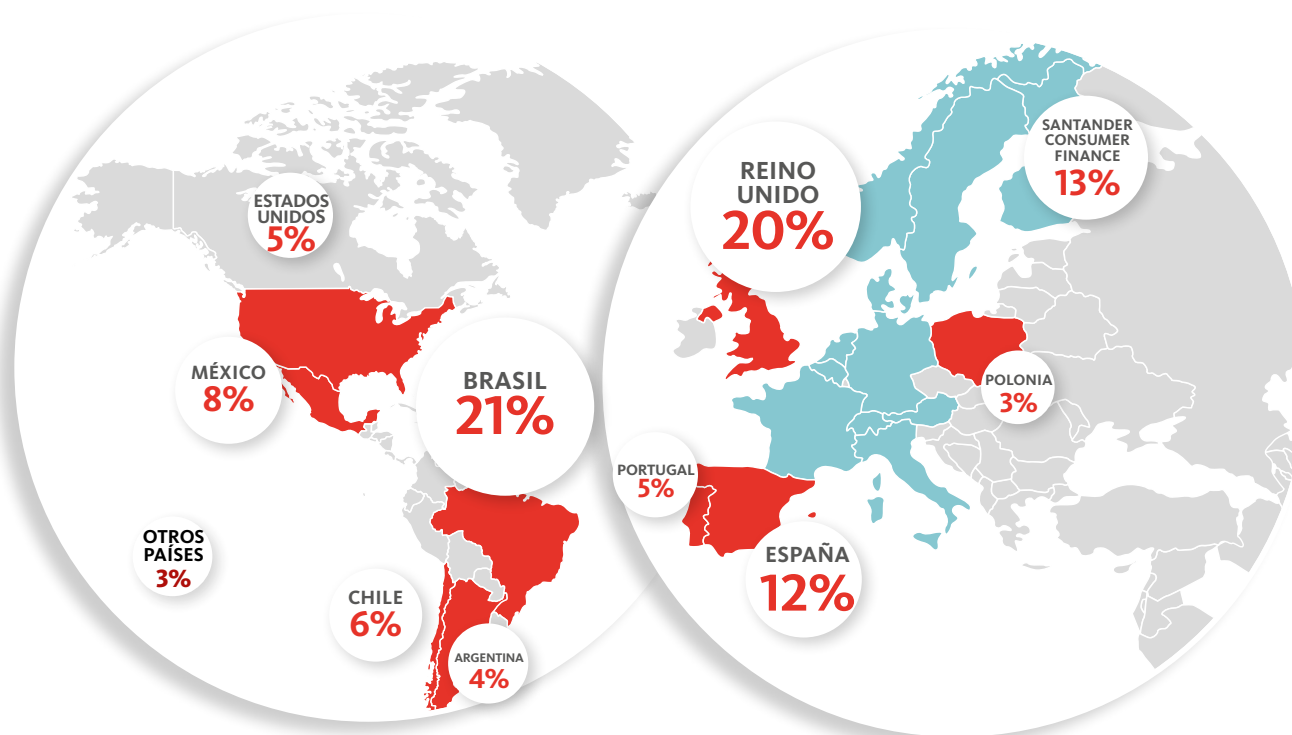 ESTADOS
UNIDOS
5%
MÉXICO
8%
BRASIL
21%
OTROS
PAÍSES
3%
CHILE
6%
ARGENTINA
4%
REINO
UNIDO
20%
SANTANDER
CONSUMER
FINANCE
13%
POLONIA
3%
PORTUGAL
5%
ESPAÑA
12%